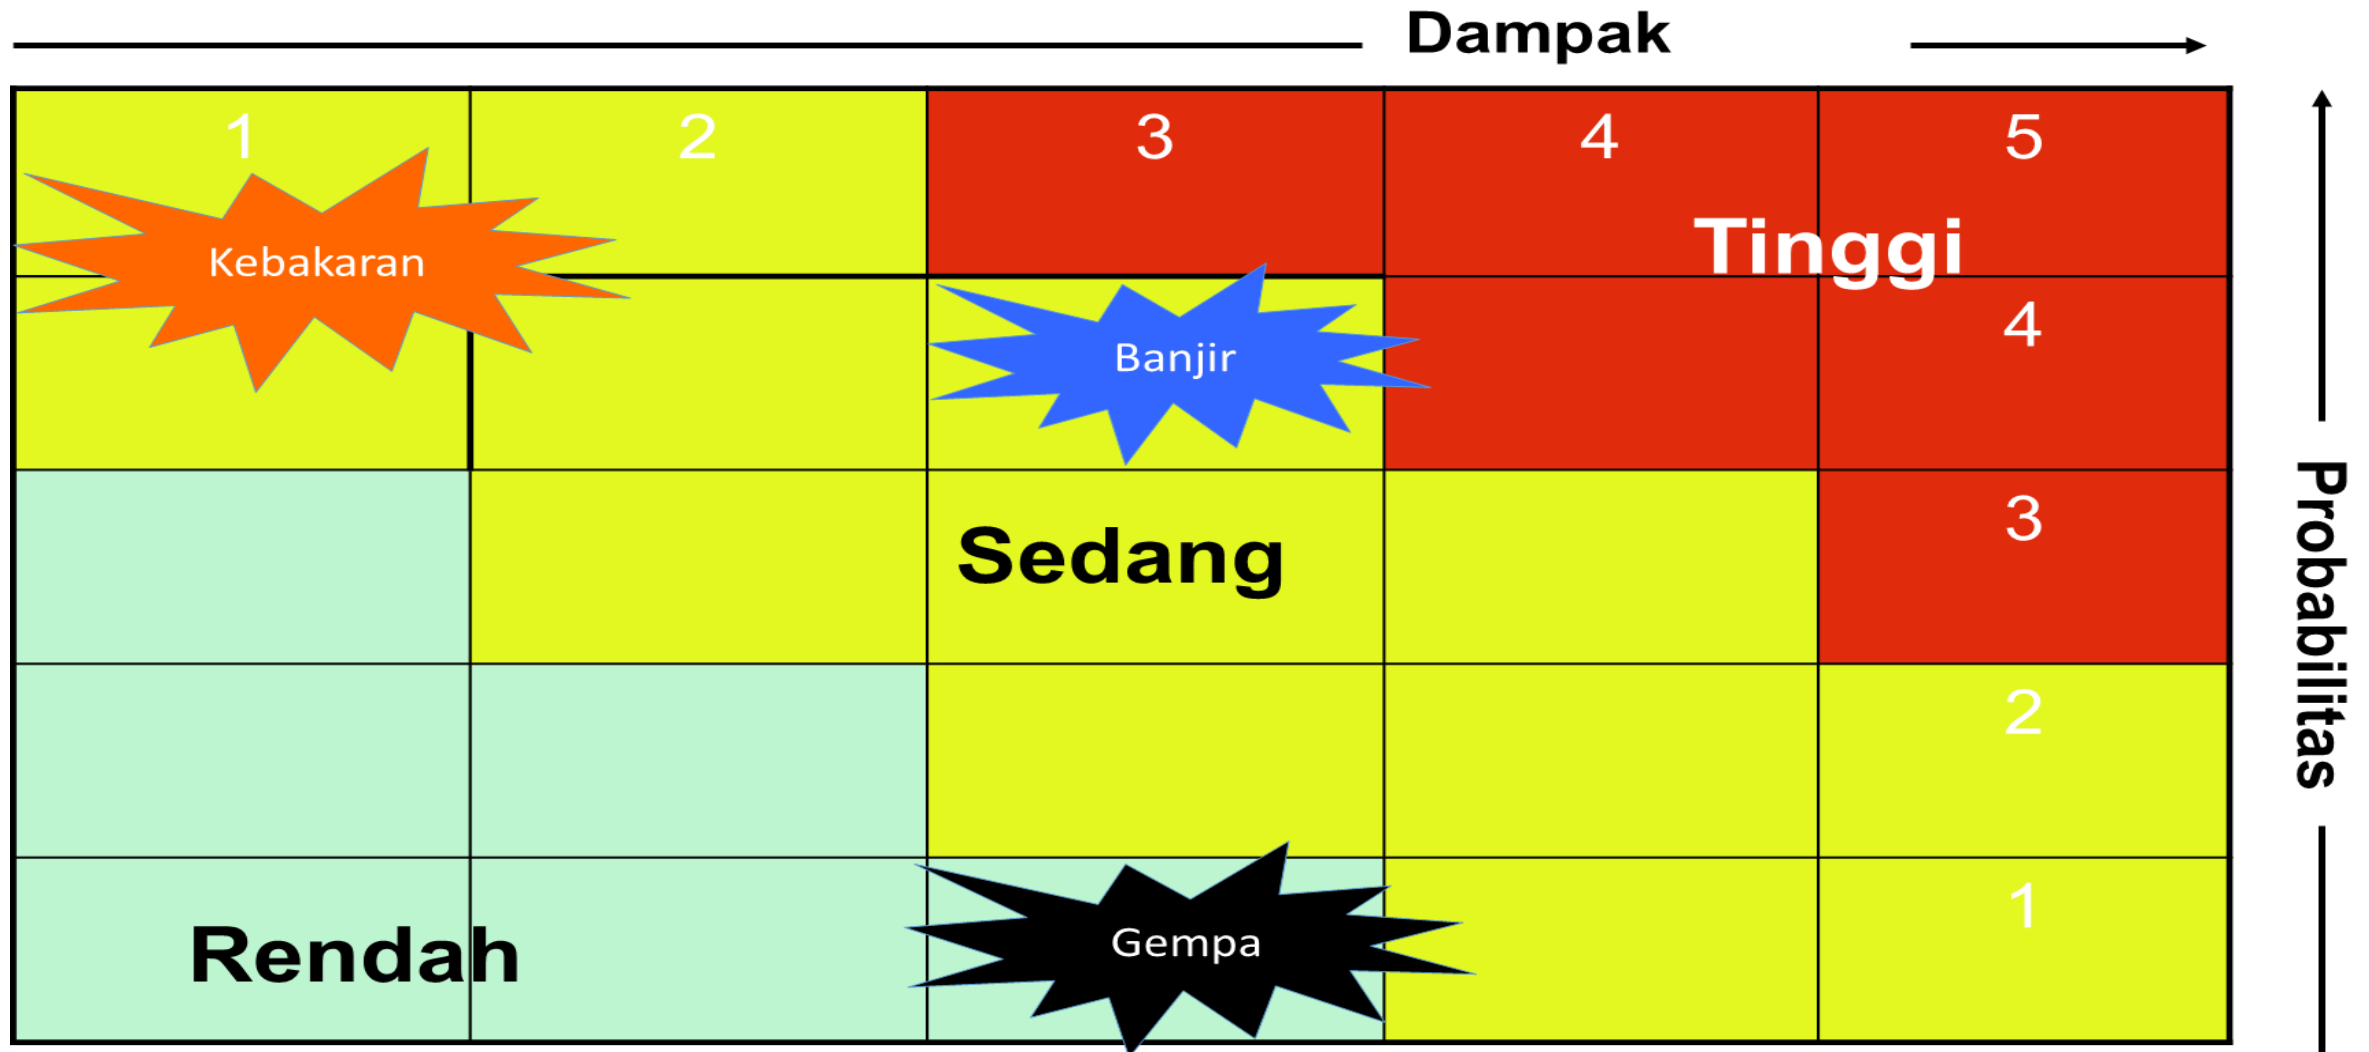 Dampak
1 2 3 4 5
Tinggi
Kebakaran
4
Banjir
3
Sedang
Probabilitas
2
1
Rendah
Gempa